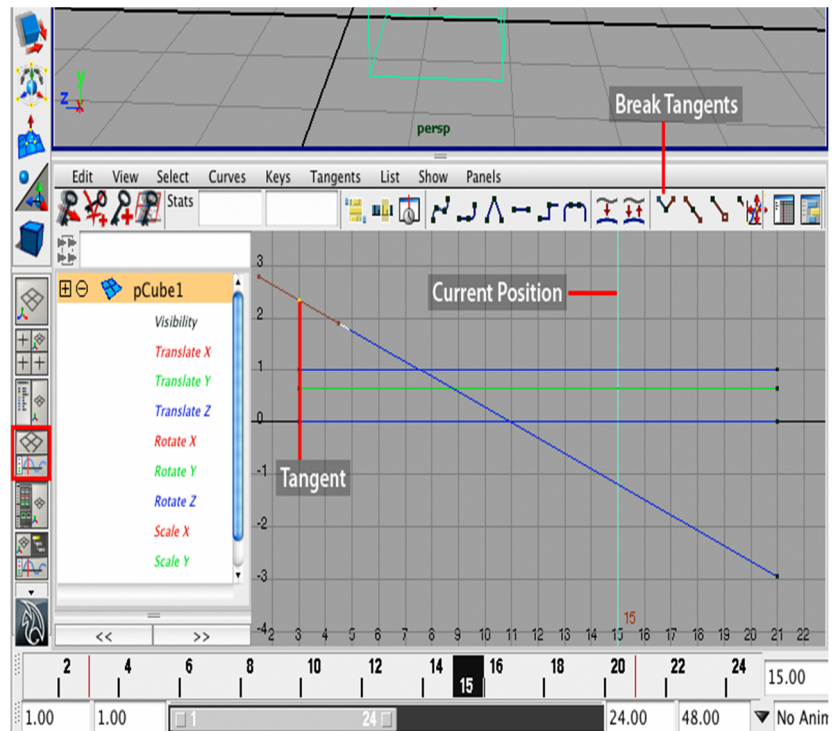 y
z
x
persp
Break Tangents
Edit View Select Curves Keys Tangents List Show Panels
Stats
pCube1
Visibility
Translate X
Translate Y
Translate Z
Rotate X
Rotate Y
Rotate Z
Scale X
Scale Y
<< >>
3
2
1
0
-1
-2
-3
-4
Current Position
Tangent
15
2 3 4 5 6 7 8 9 10 11 12 13 14 15 16 17 18 19 20 21 22
2 4 6 8 10 12 14 16 18 20 22 24
15
15.00
1.00 1.00 1 24 24.00 48.00 No Anim